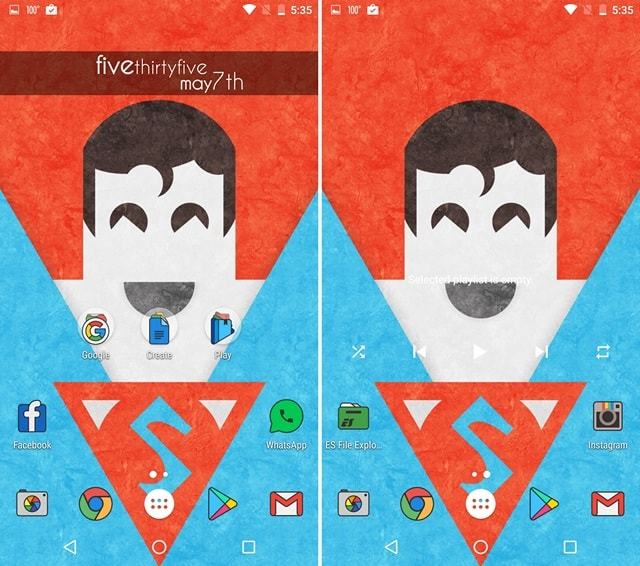 100° 5:35
fivethirtyfive
may7th
Google Create Play
Facebook WhatsApp
100° 5:35
Selected playlist is empty.
ES
ES File Explo... Instagram